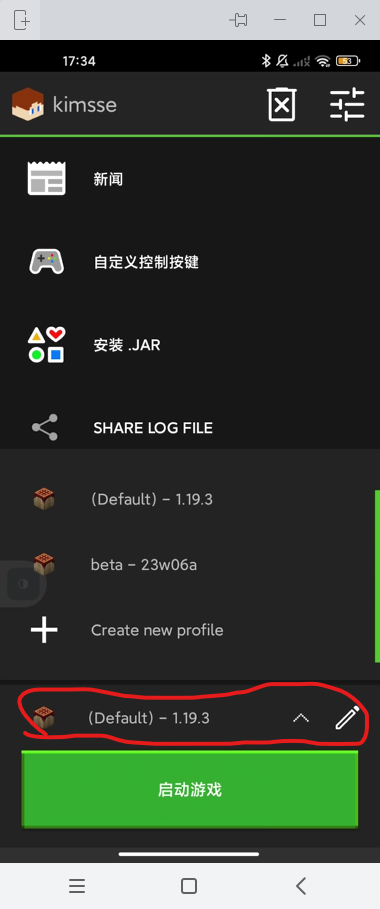 17:34
53
kimsse
新闻
自定义控制按键
安装 .JAR
SHARE LOG FILE
(Default) - 1.19.3
beta - 23w06a
Create new profile
(Default) - 1.19.3
启动游戏